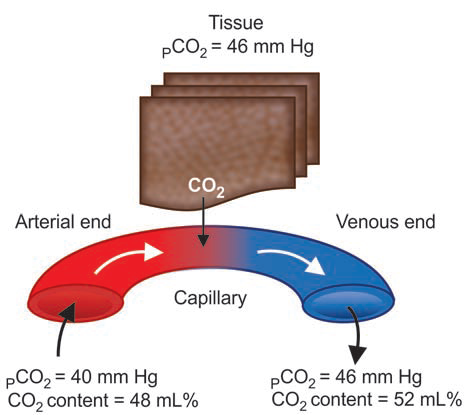 Tissue
PCO2 = 46 mm Hg
CO2
Arterial end
Venous end
Capillary
PCO2 = 40 mm Hg
CO2 content = 48 mL%
PCO2 = 46 mm Hg
CO2 content = 52 mL%